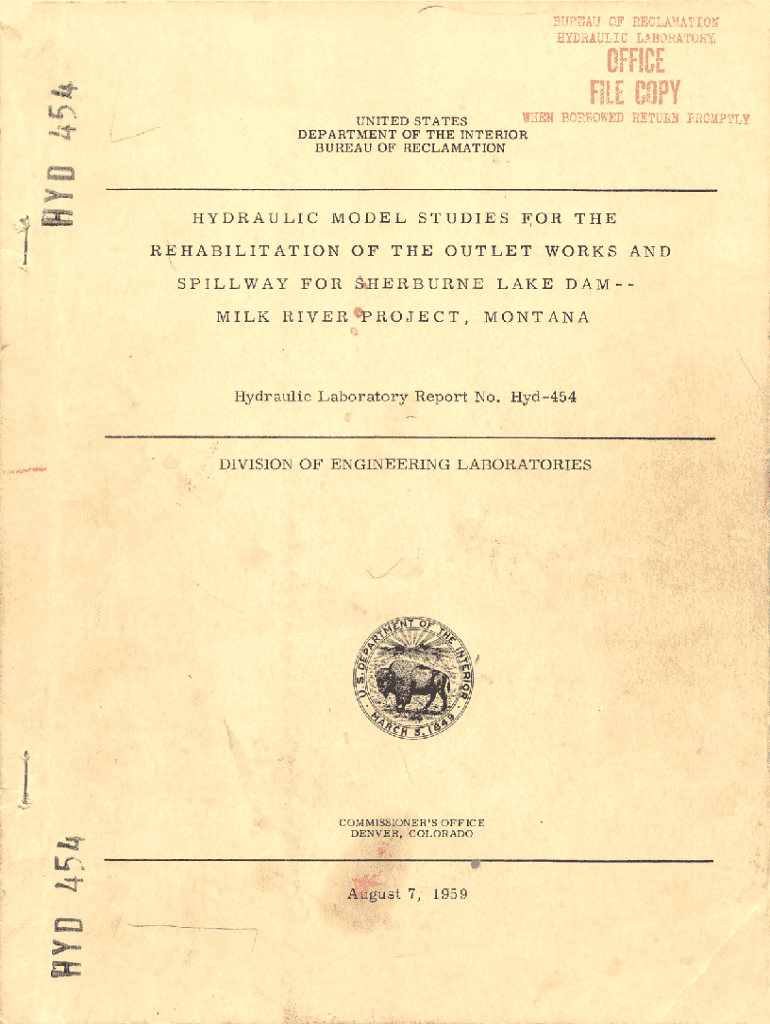 BUREAU OF RECLAMATION
HYDRAULIC LABORATORY
OFFICE
FILE COPY
WHEN BORROWED RETURN PROMPTLY
HYD 454
UNITED STATES
DEPARTMENT OF THE INTERIOR
BUREAU OF RECLAMATION
HYDRAULIC MODEL STUDIES FOR THE
REHABILITATION OF THE OUTLET WORKS AND
SPILLWAY FOR SHERBURNE LAKE DAM--
MILK RIVER PROJECT, MONTANA
Hydraulic Laboratory Report No. Hyd-454
DIVISION OF ENGINEERING LABORATORIES
U.S. DEPARTMENT OF THE INTERIOR
MARCH 3, 1849
COMMISSIONER'S OFFICE
DENVER, COLORADO
August 7, 1959
HYD 454